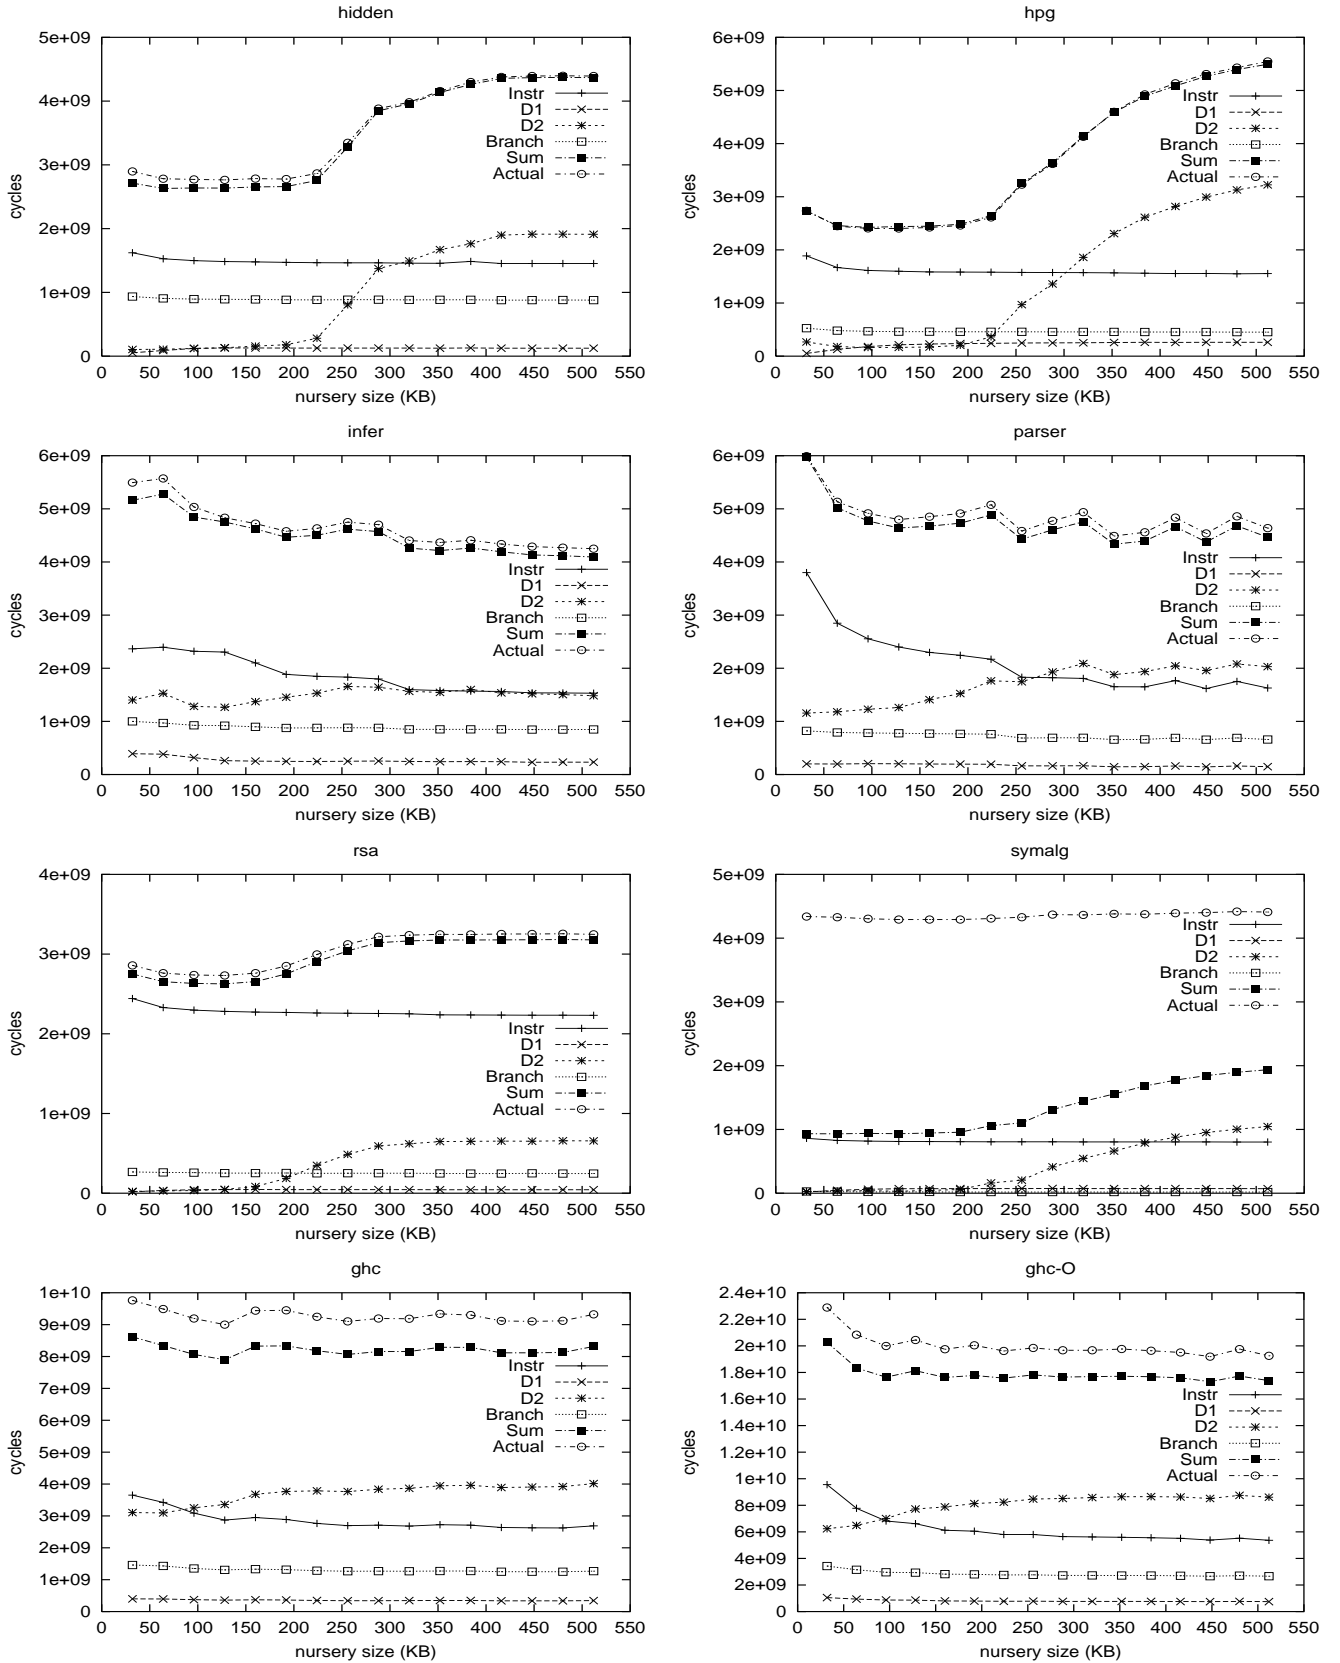 hidden
5e+09
4e+09
3e+09
2e+09
1e+09
0
cycles
Instr
D1
D2
Branch
Sum
Actual
0 50 100 150 200 250 300 350 400 450 500 550
nursery size (KB)
hpg
6e+09
5e+09
4e+09
3e+09
2e+09
1e+09
0
cycles
Instr
D1
D2
Branch
Sum
Actual
0 50 100 150 200 250 300 350 400 450 500 550
nursery size (KB)
infer
6e+09
5e+09
4e+09
3e+09
2e+09
1e+09
0
cycles
Instr
D1
D2
Branch
Sum
Actual
0 50 100 150 200 250 300 350 400 450 500 550
nursery size (KB)
parser
6e+09
5e+09
4e+09
3e+09
2e+09
1e+09
0
cycles
Instr
D1
D2
Branch
Sum
Actual
0 50 100 150 200 250 300 350 400 450 500 550
nursery size (KB)
rsa
4e+09
3e+09
2e+09
1e+09
0
cycles
Instr
D1
D2
Branch
Sum
Actual
0 50 100 150 200 250 300 350 400 450 500 550
nursery size (KB)
symalg
5e+09
4e+09
3e+09
2e+09
1e+09
0
cycles
Instr
D1
D2
Branch
Sum
Actual
0 50 100 150 200 250 300 350 400 450 500 550
nursery size (KB)
ghc
1e+10
9e+09
8e+09
7e+09
6e+09
5e+09
4e+09
3e+09
2e+09
1e+09
0
cycles
Instr
D1
D2
Branch
Sum
Actual
0 50 100 150 200 250 300 350 400 450 500 550
nursery size (KB)
ghc-O
2.4e+10
2.2e+10
2e+10
1.8e+10
1.6e+10
1.4e+10
1.2e+10
1e+10
8e+09
6e+09
4e+09
2e+09
0
cycles
Instr
D1
D2
Branch
Sum
Actual
0 50 100 150 200 250 300 350 400 450 500 550
nursery size (KB)